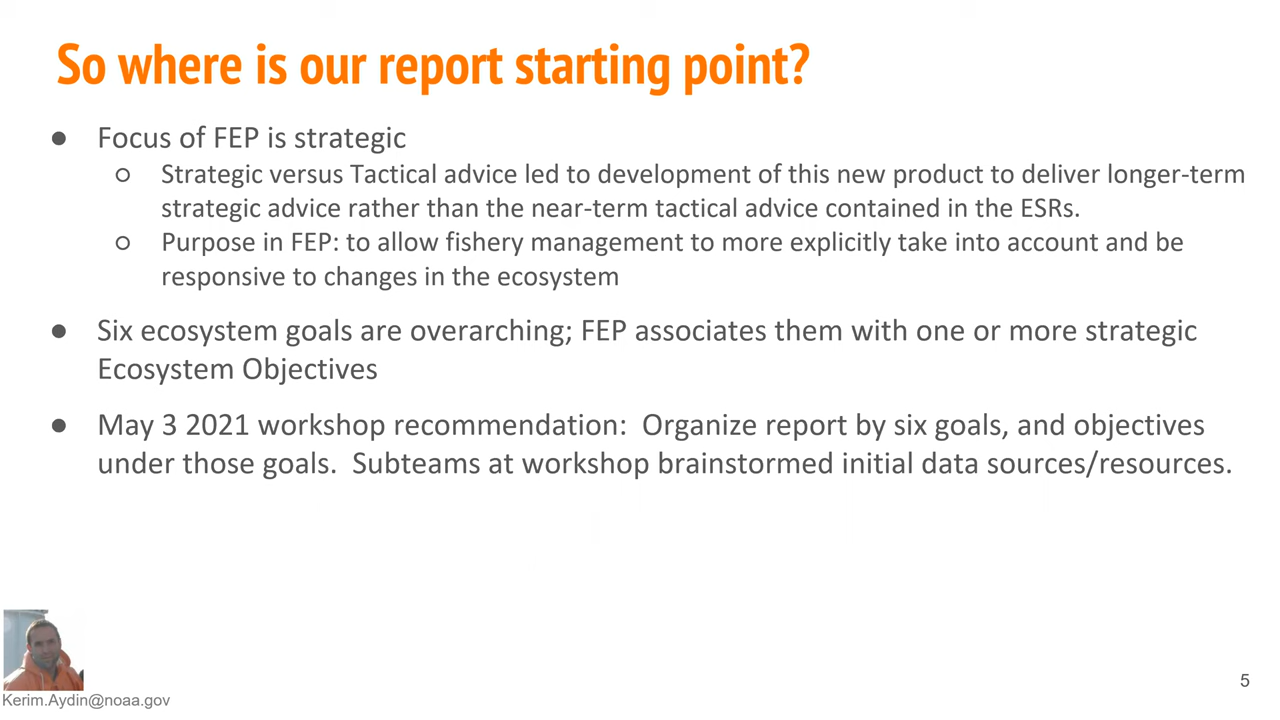 So where is our report starting point?
● Focus of FEP is strategic
○ Strategic versus Tactical advice led to development of this new product to deliver longer-term
strategic advice rather than the near-term tactical advice contained in the ESRs.
○ Purpose in FEP: to allow fishery management to more explicitly take into account and be
responsive to changes in the ecosystem
● Six ecosystem goals are overarching; FEP associates them with one or more strategic
Ecosystem Objectives
● May 3 2021 workshop recommendation:  Organize report by six goals, and objectives
under those goals.  Subteams at workshop brainstormed initial data sources/resources.
Kerim.Aydin@noaa.gov
5